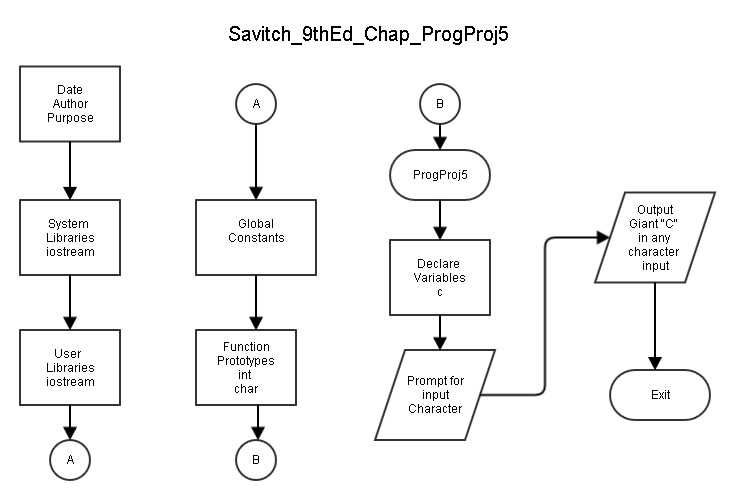 Savitch_9thEd_Chap_ProgProj5
Date
Author
Purpose
System
Libraries
iostream
User
Libraries
iostream
A
A
Global
Constants
Function
Prototypes
int
char
B
B
ProgProj5
Declare
Variables
c
Prompt for
input
Character
Output
Giant "C"
in any
character
input
Exit